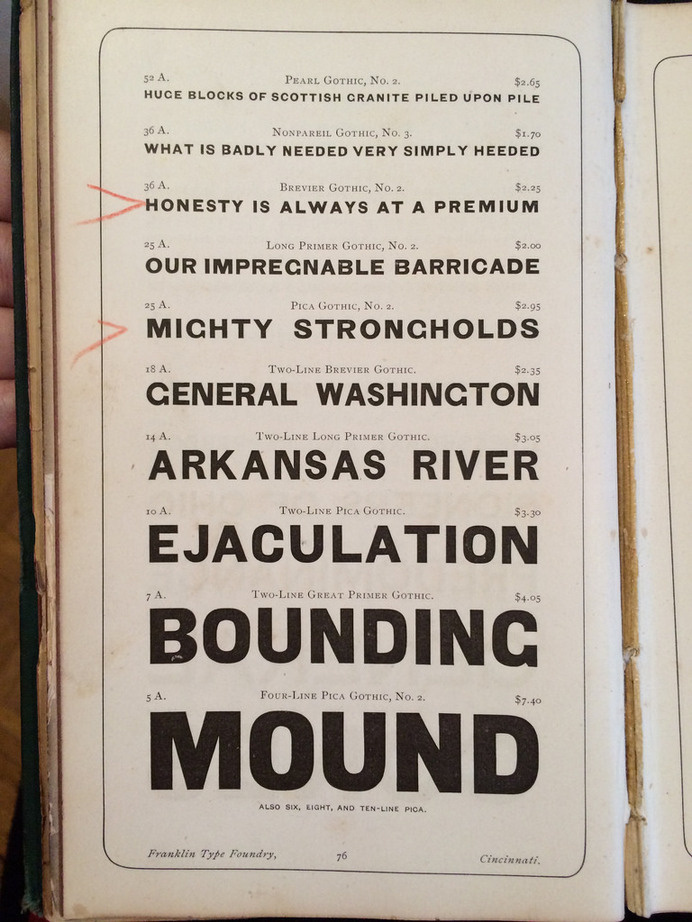 52 A. Pearl Gothic, No. 2. $2.65
HUGE BLOCKS OF SCOTTISH GRANITE PILED UPON PILE
36 A. Nonpareil Gothic, No. 3. $1.70
WHAT IS BADLY NEEDED VERY SIMPLY HEEDED
36 A. Brevier Gothic, No. 2. $2.25
HONESTY IS ALWAYS AT A PREMIUM
25 A. Long Primer Gothic, No. 2. $2.00
OUR IMPREGNABLE BARRICADE
25 A. Pica Gothic, No. 2. $2.95
MIGHTY STRONGHOLDS
18 A. Two-Line Brevier Gothic. $2.35
GENERAL WASHINGTON
14 A. Two-Line Long Primer Gothic. $3.05
ARKANSAS RIVER
10 A. Two-Line Pica Gothic. $3.30
EJACULATION
7 A. Two-Line Great Primer Gothic. $4.05
BOUNDING
5 A. Four-Line Pica Gothic, No. 2. $7.40
MOUND
ALSO SIX, EIGHT, AND TEN-LINE PICA.
Franklin Type Foundry, 76 Cincinnati.